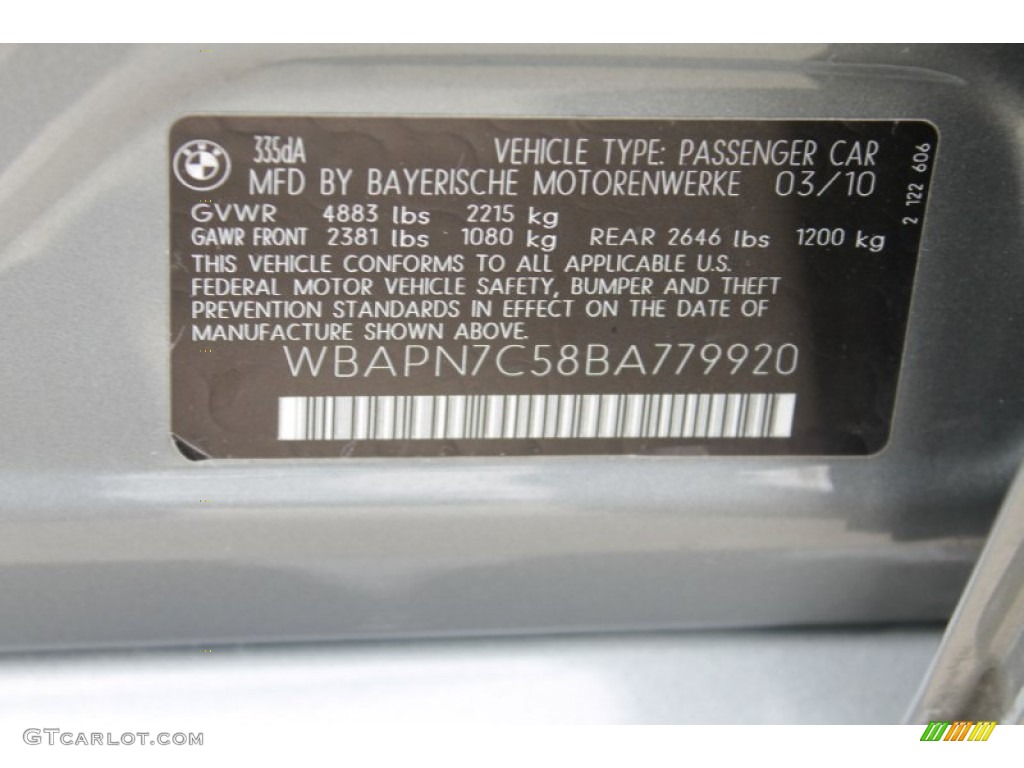 335dA VEHICLE TYPE: PASSENGER CAR
MFD BY BAYERISCHE MOTORENWERKE 03/10
GVWR 4883 lbs 2215 kg
GAWR FRONT 2381 lbs 1080 kg REAR 2646 lbs 1200 kg
THIS VEHICLE CONFORMS TO ALL APPLICABLE U.S.
FEDERAL MOTOR VEHICLE SAFETY, BUMPER AND THEFT
PREVENTION STANDARDS IN EFFECT ON THE DATE OF
MANUFACTURE SHOWN ABOVE.
WBAPN7C58BA779920
2 122 606
GTCARLOT.COM